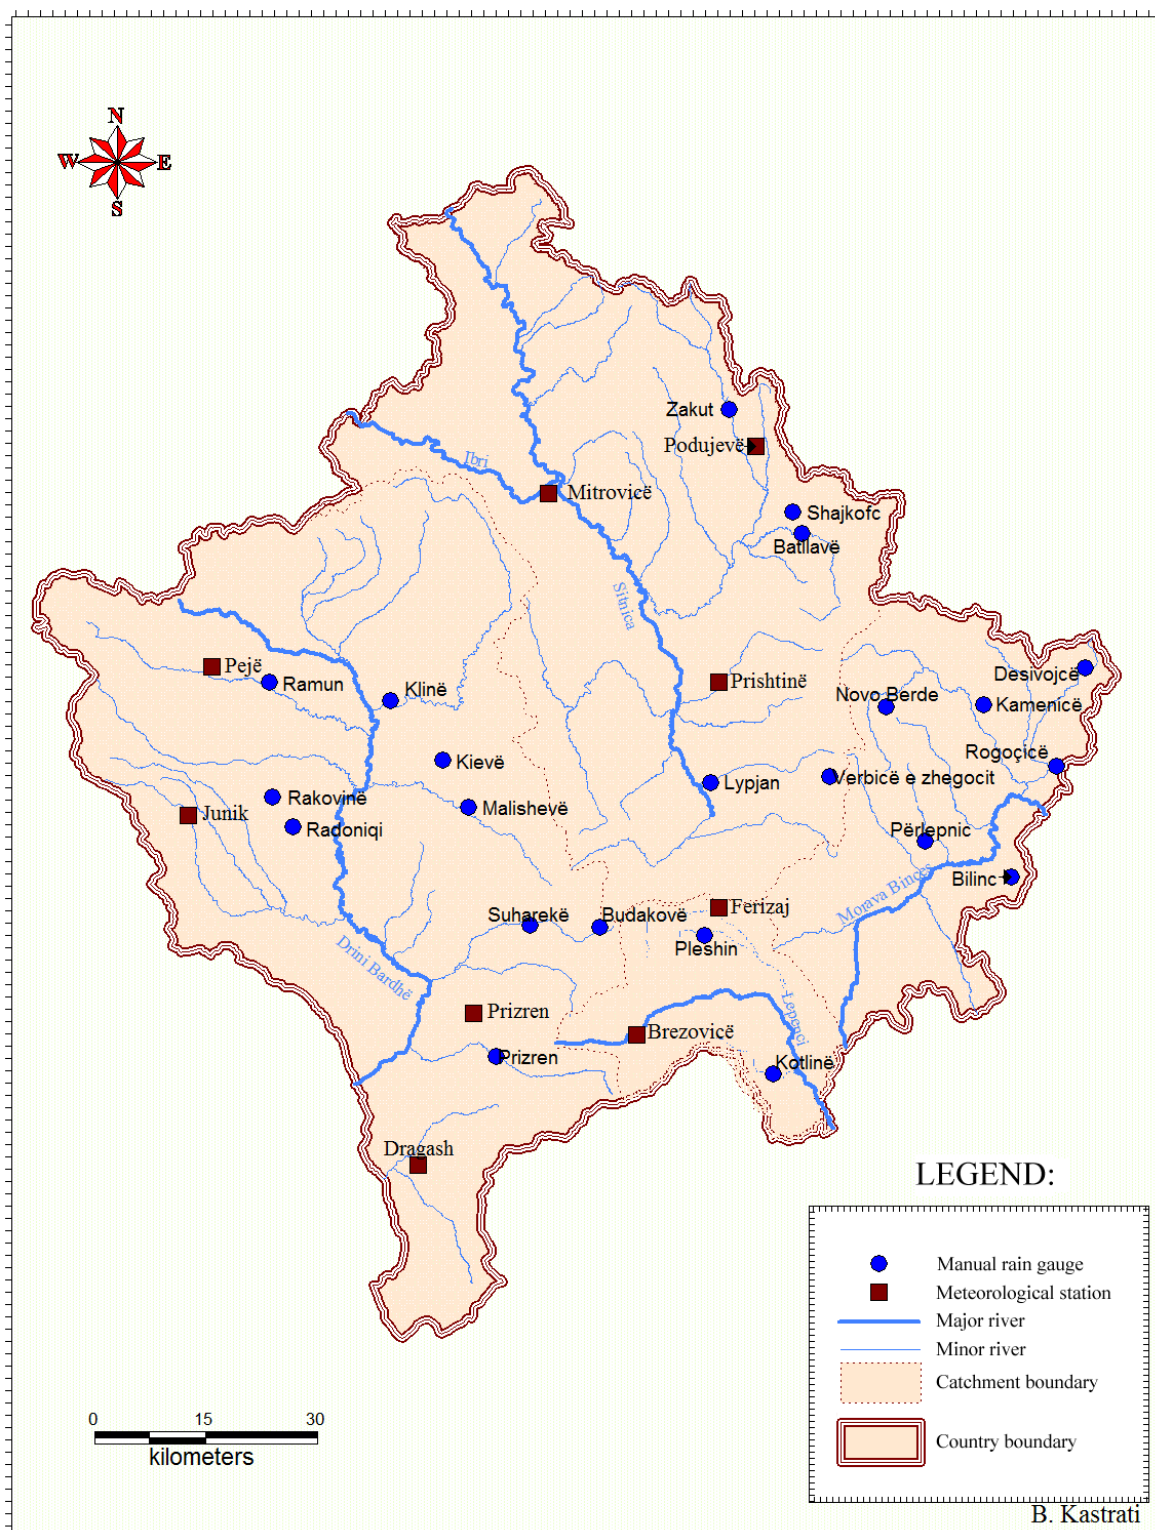 N
W
E
S
Zakut
Podujevë
Ibri
Mitrovicë
Shajkofc
Batllavë
Sitnica
Pejë
Ramun
Klinë
Prishtinë
Desivojcë
Novo Berde
Kamenicë
Rogoçicë
Kievë
Lypjan
Verbicë e zhegocit
Rakovinë
Malishevë
Junik
Radoniqi
Përlepnic
Bilinc
Morava Binçës
Suharekë
Budakovë
Ferizaj
Pleshin
Drini Bardhë
Prizren
Lepenci
Brezovicë
Prizren
Kotlinë
Dragash
LEGEND:
Manual rain gauge
Meteorological station
Major river
Minor river
Catchment boundary
Country boundary
0 15 30
kilometers
B. Kastrati